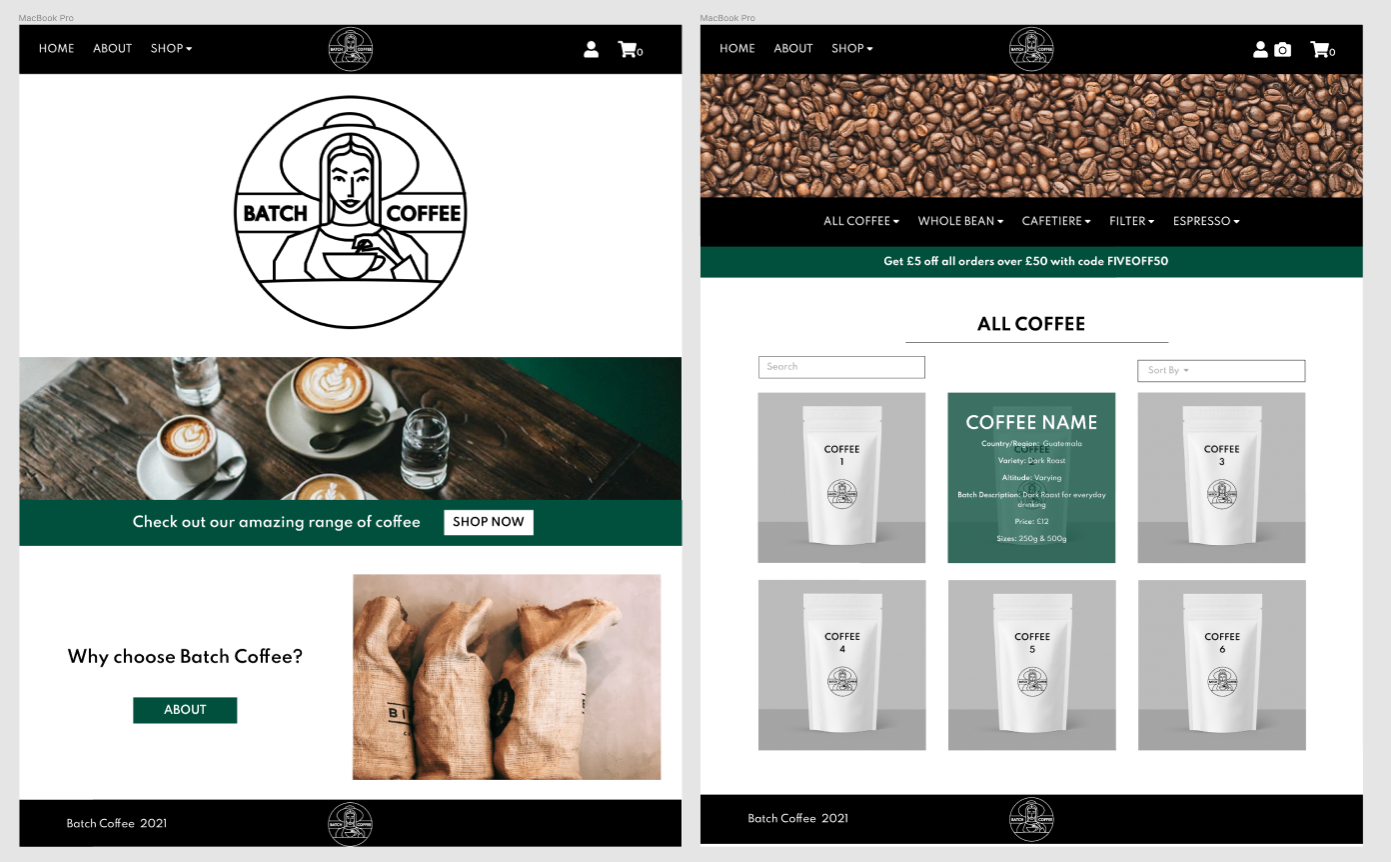 MacBook Pro
HOME ABOUT SHOP
BATCH COFFEE
0
BATCH COFFEE
Check out our amazing range of coffee SHOP NOW
Why choose Batch Coffee?
ABOUT
Batch Coffee 2021
BATCH COFFEE
MacBook Pro
HOME ABOUT SHOP
BATCH COFFEE
0
ALL COFFEE WHOLE BEAN CAFETIERE FILTER ESPRESSO
Get £5 off all orders over £50 with code FIVEOFF50
ALL COFFEE
Search
Sort By
COFFEE
1
COFFEE NAME
Country/Region: Guatemala
COFFEE
Variety: Dark Roast
Altitude: Varying
Batch Description: Dark Roast for everyday
drinking
Price: £12
Sizes: 250g & 500g
COFFEE
3
COFFEE
4
COFFEE
5
COFFEE
6
Batch Coffee 2021
BATCH COFFEE